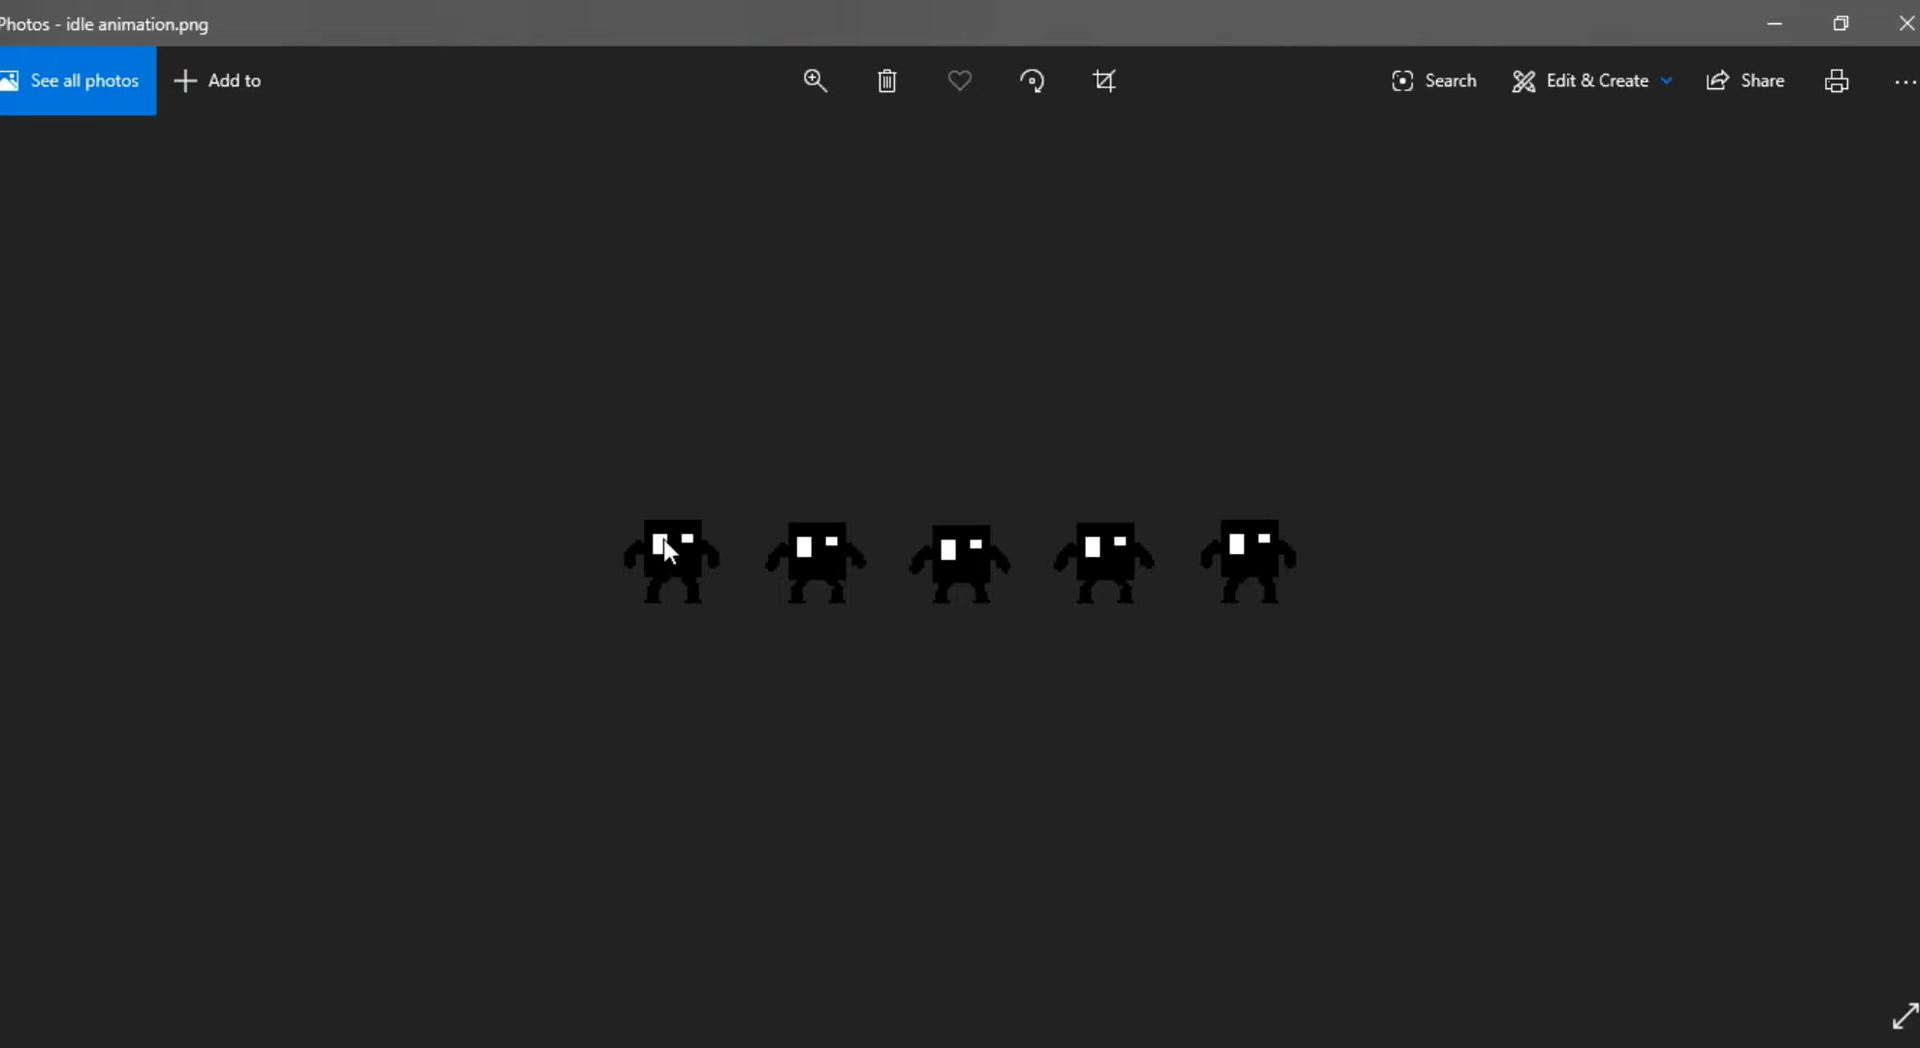 Photos - idle animation.png
See all photos
Add to
Search
Edit & Create
Share